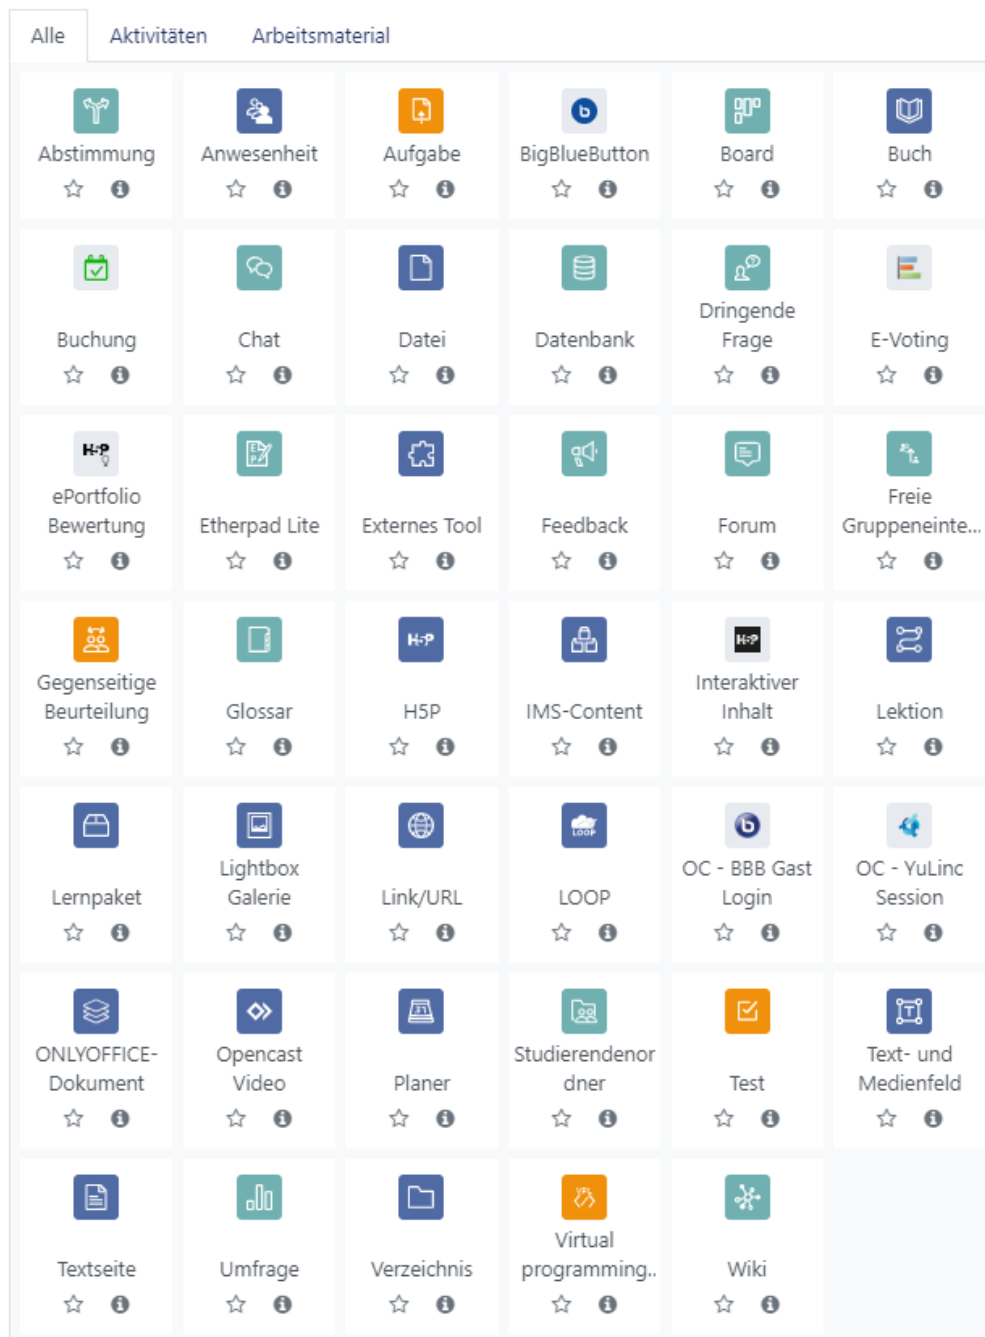 Alle Aktivitäten Arbeitsmaterial
Abstimmung Anwesenheit Aufgabe BigBlueButton Board Buch
Buchung Chat Datei Datenbank Dringende Frage E-Voting
ePortfolio Bewertung Etherpad Lite Externes Tool Feedback Forum Freie Gruppeneinte...
Gegenseitige Beurteilung Glossar H5P IMS-Content Interaktiver Inhalt Lektion
Lernpaket Lightbox Galerie Link/URL LOOP OC - BBB Gast Login OC - YuLinc Session
ONLYOFFICE-Dokument Opencast Video Planer Studierendenordner Test Text- und Medienfeld
Textseite Umfrage Verzeichnis Virtual programming.. Wiki